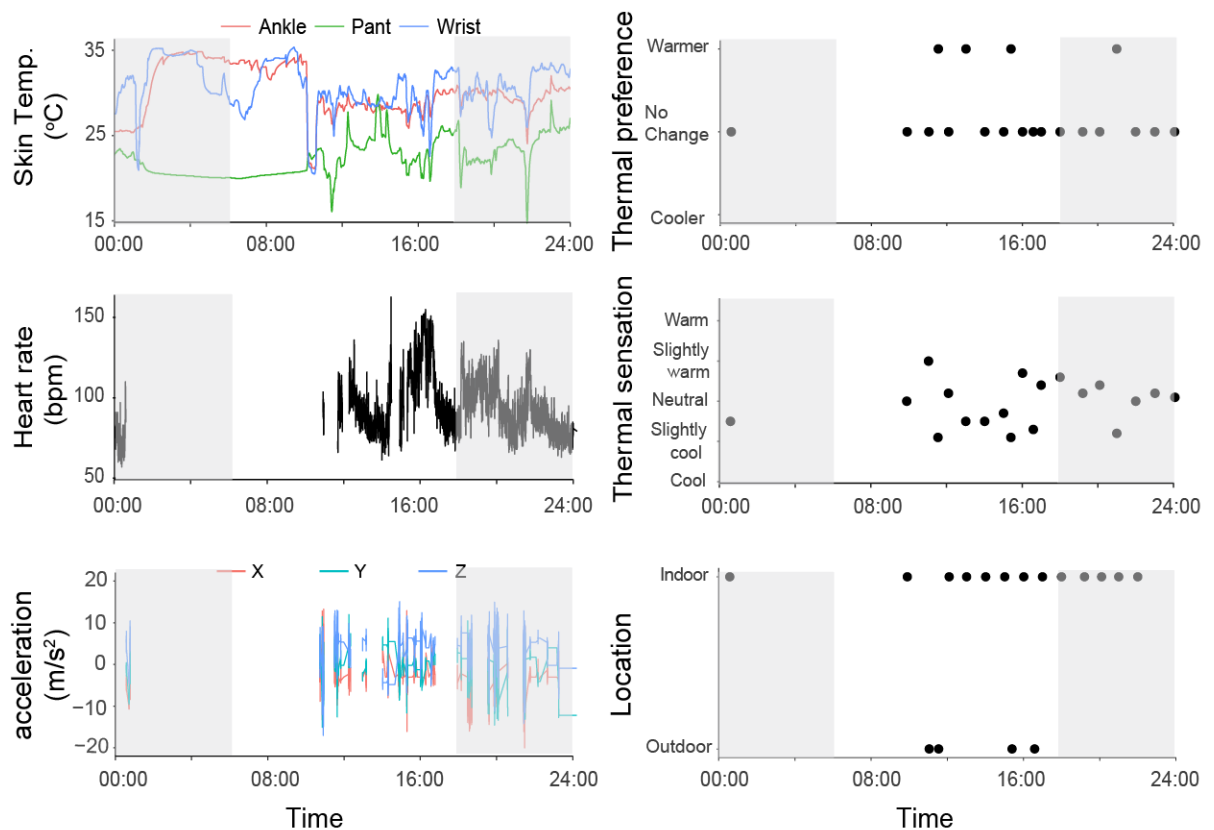 Ankle Pant Wrist
Skin Temp.
(°C)
35
25
15
00:00 08:00 16:00 24:00
Thermal preference
Warmer
No
Change
Cooler
00:00 08:00 16:00 24:00
Heart rate
(bpm)
150
100
50
00:00 08:00 16:00 24:00
Thermal sensation
Warm
Slightly
warm
Neutral
Slightly
cool
Cool
00:00 08:00 16:00 24:00
X Y Z
acceleration
(m/s²)
20
10
0
−10
−20
00:00 08:00 16:00 24:00
Time
Location
Indoor
Outdoor
00:00 08:00 16:00 24:00
Time